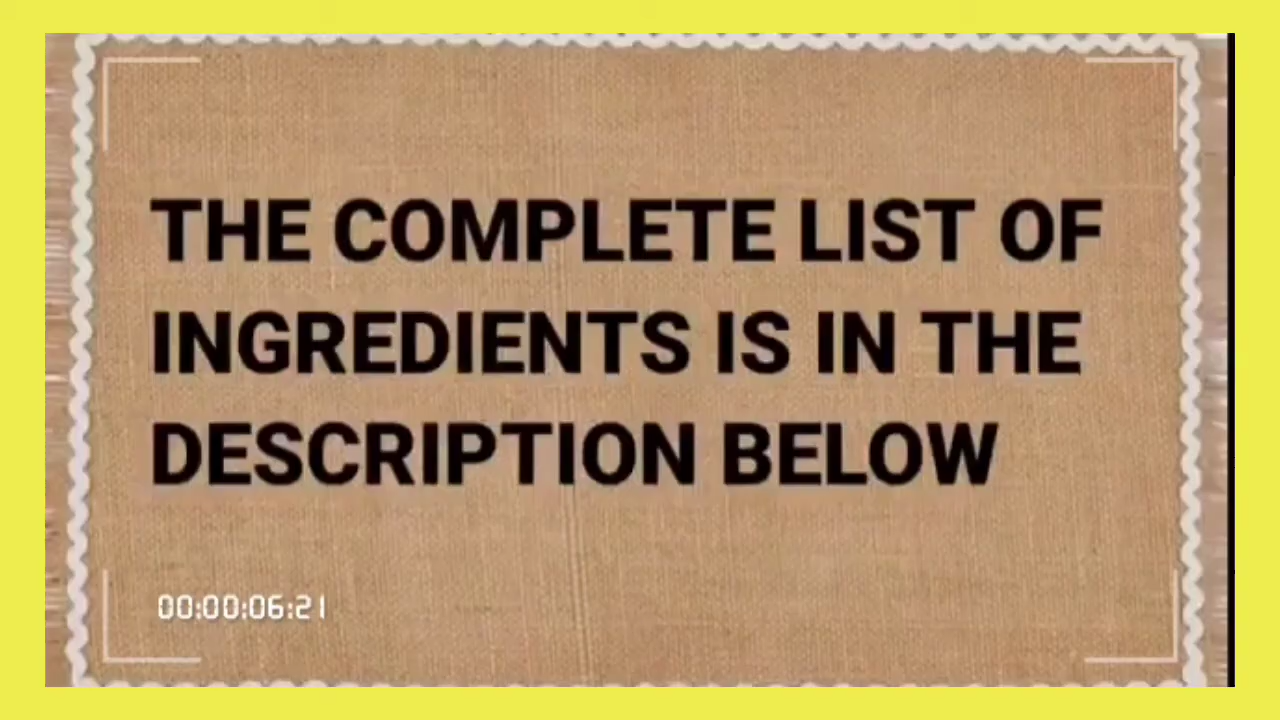 THE COMPLETE LIST OF
INGREDIENTS IS IN THE
DESCRIPTION BELOW
00:00:06:21